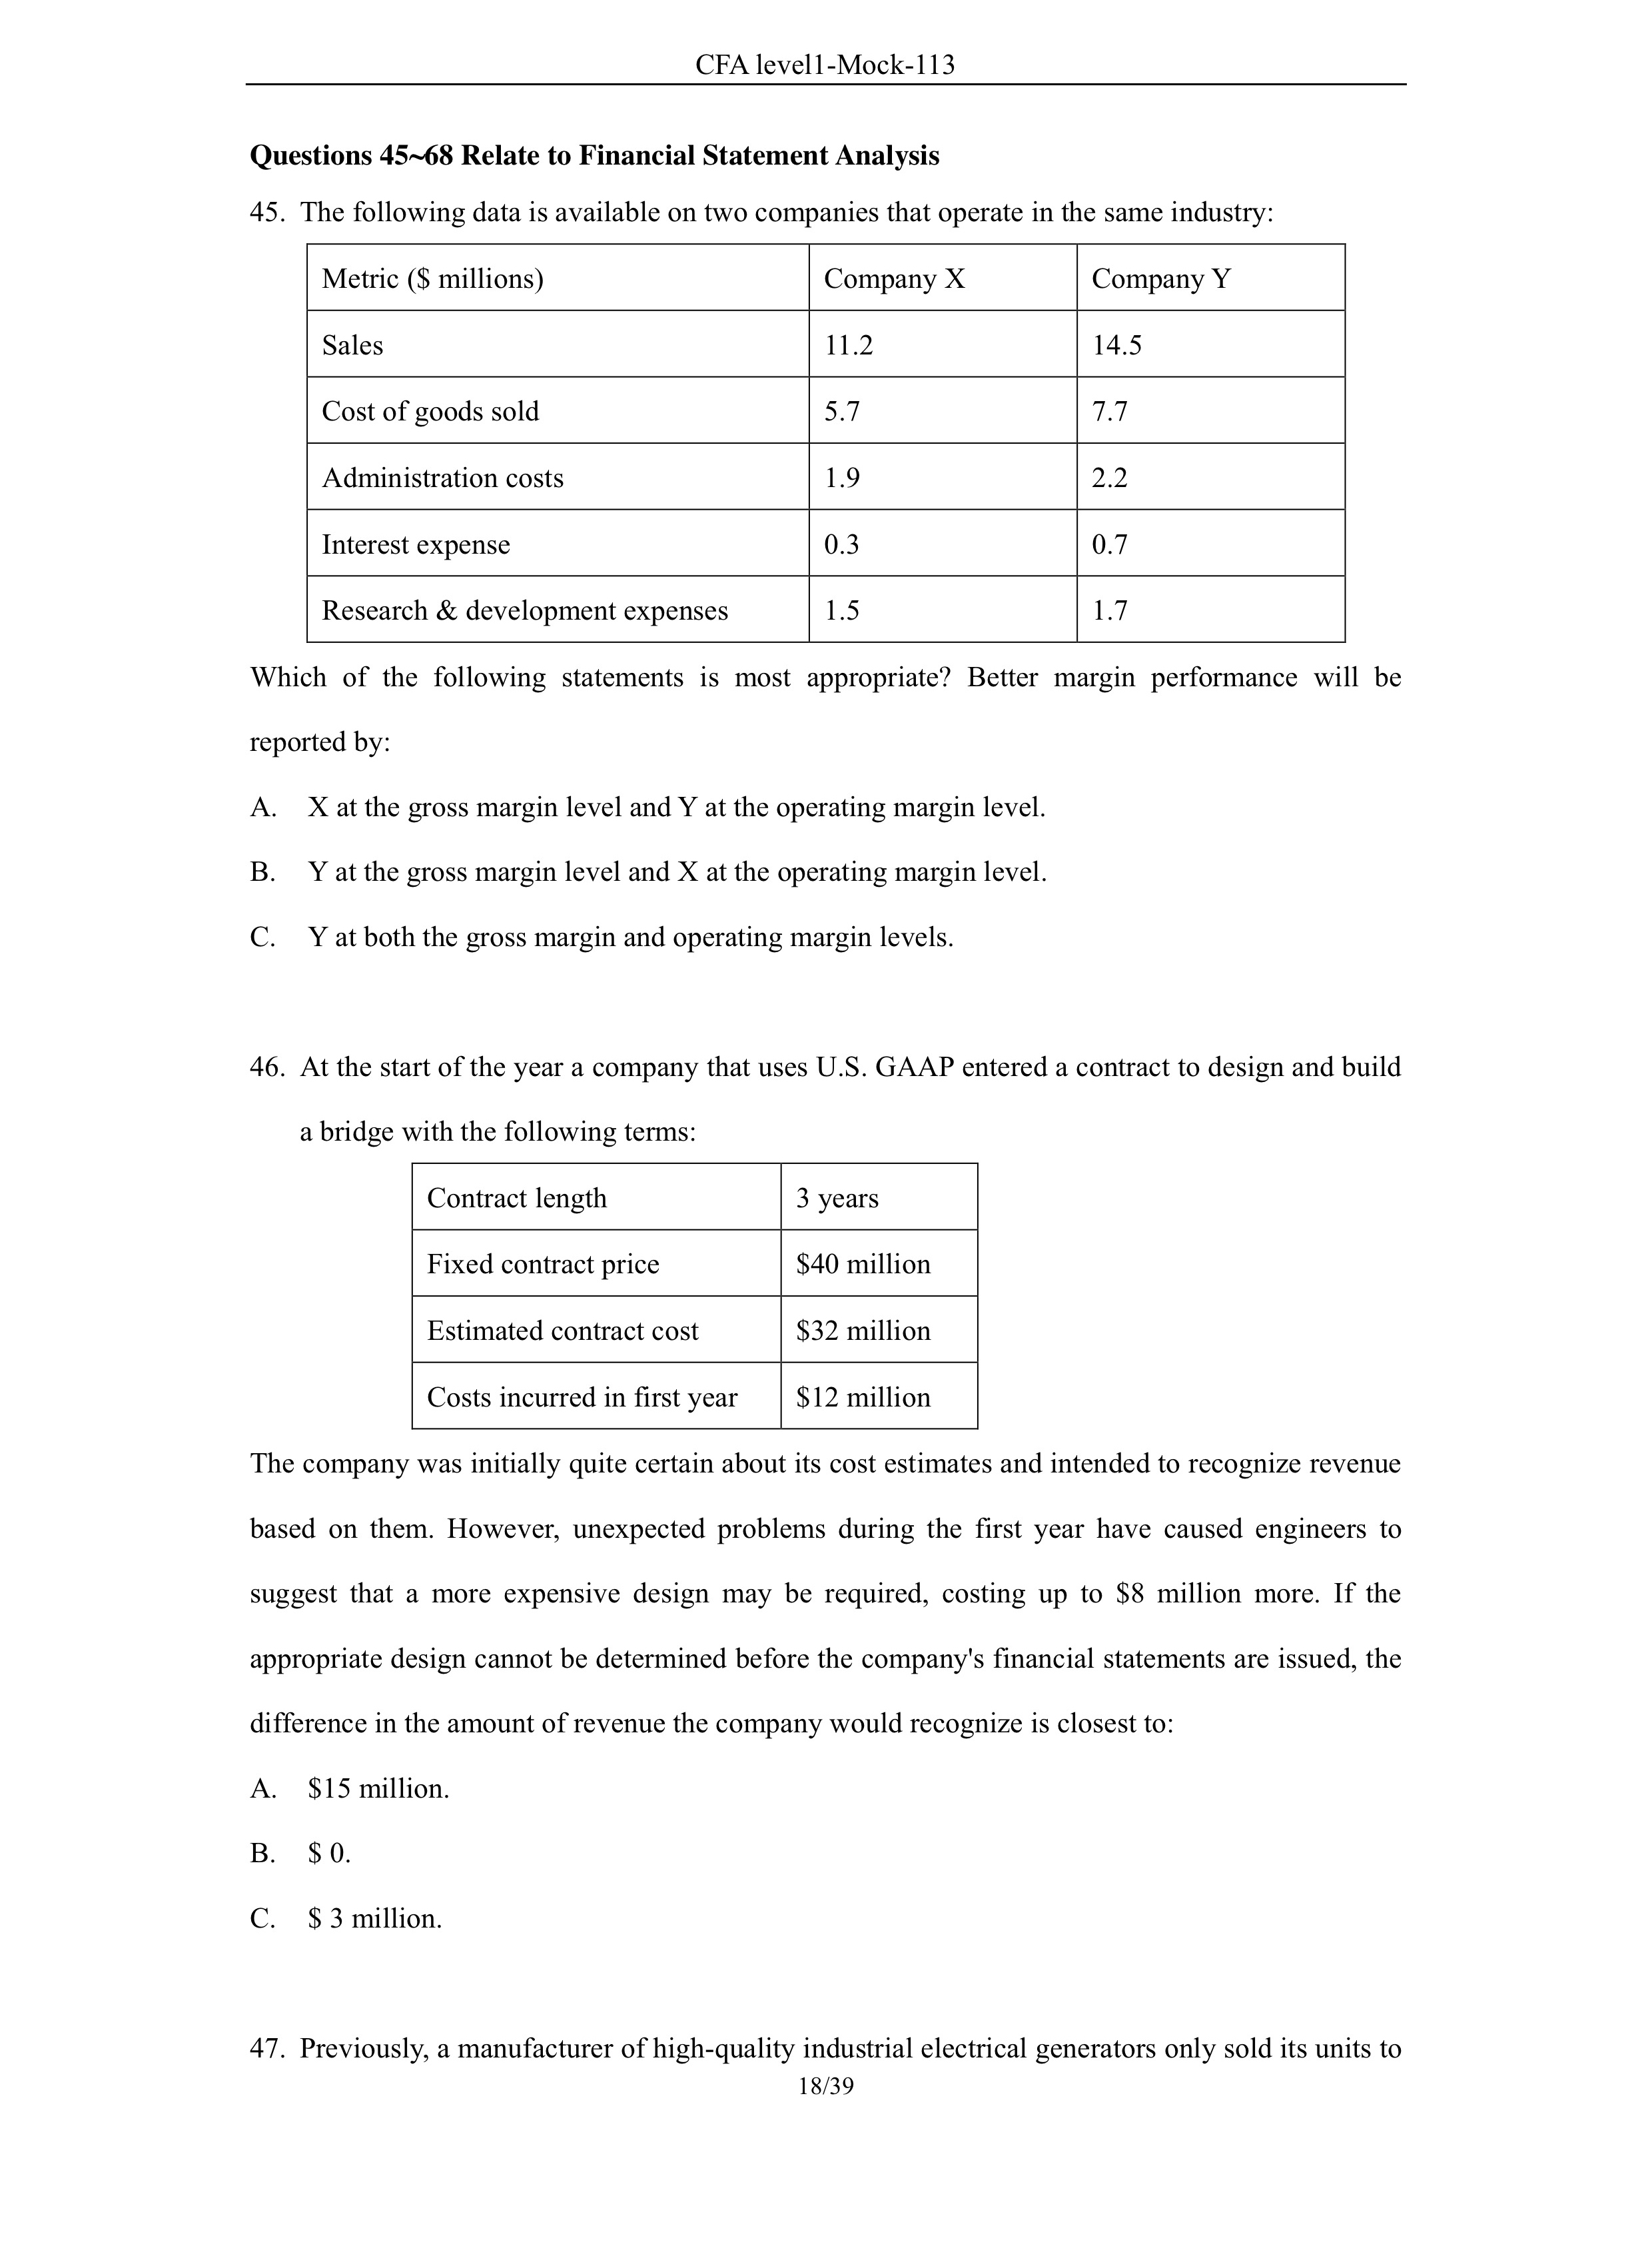 CFA level1-Mock-113
Questions 45~68 Relate to Financial Statement Analysis
45. The following data is available on two companies that operate in the same industry:
Metric ($ millions) Company X Company Y
Sales 11.2 14.5
Cost of goods sold 5.7 7.7
Administration costs 1.9 2.2
Interest expense 0.3 0.7
Research & development expenses 1.5 1.7
Which of the following statements is most appropriate? Better margin performance will be
reported by:
A. X at the gross margin level and Y at the operating margin level.
B. Y at the gross margin level and X at the operating margin level.
C. Y at both the gross margin and operating margin levels.
46. At the start of the year a company that uses U.S. GAAP entered a contract to design and build
a bridge with the following terms:
Contract length 3 years
Fixed contract price $40 million
Estimated contract cost $32 million
Costs incurred in first year $12 million
The company was initially quite certain about its cost estimates and intended to recognize revenue
based on them. However, unexpected problems during the first year have caused engineers to
suggest that a more expensive design may be required, costing up to $8 million more. If the
appropriate design cannot be determined before the company's financial statements are issued, the
difference in the amount of revenue the company would recognize is closest to:
A. $15 million.
B. $ 0.
C. $ 3 million.
47. Previously, a manufacturer of high-quality industrial electrical generators only sold its units to
18/39